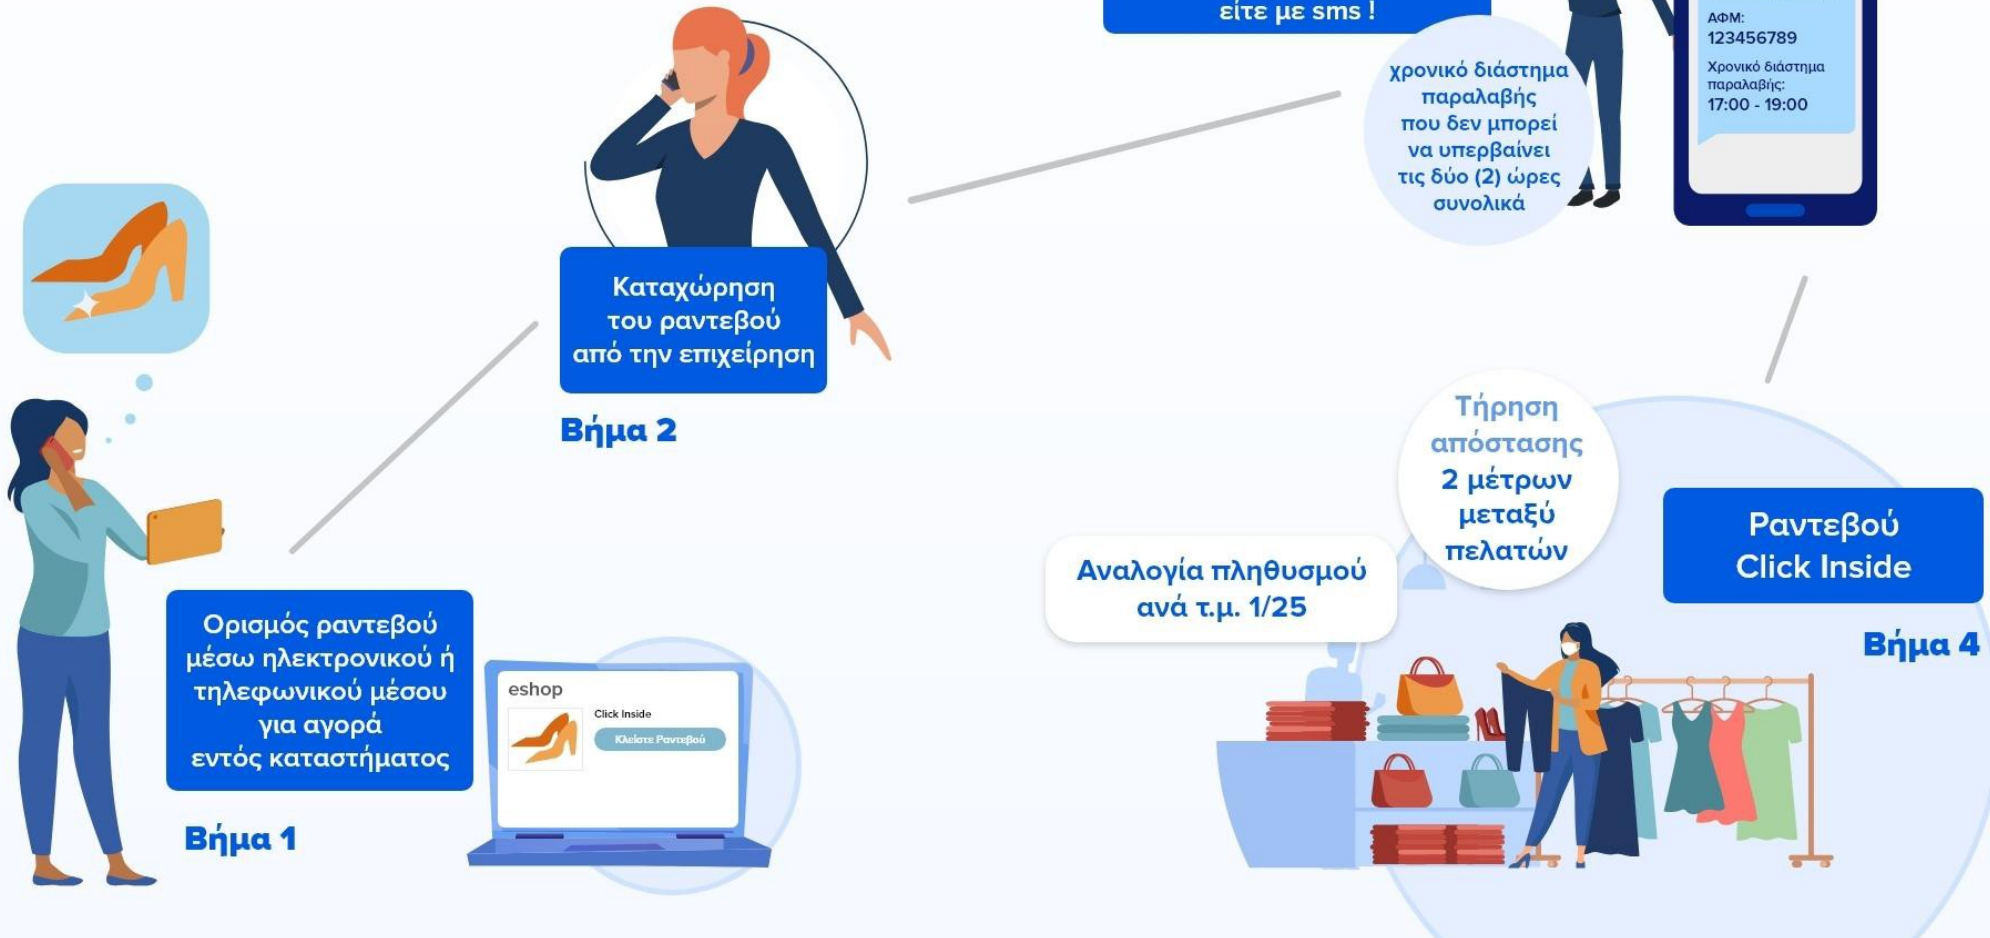 είτε με sms !
ΑΦΜ:
123456789
Χρονικό διάστημα
παραλαβής:
17:00 - 19:00
χρονικό διάστημα
παραλαβής
που δεν μπορεί
να υπερβαίνει
τις δύο (2) ώρες
συνολικά
Καταχώρηση
του ραντεβού
από την επιχείρηση
Βήμα 2
Ορισμός ραντεβού
μέσω ηλεκτρονικού ή
τηλεφωνικού μέσου
για αγορά
εντός καταστήματος
Βήμα 1
eshop
Click Inside
Κλείστε Ραντεβού
Τήρηση
απόστασης
2 μέτρων
μεταξύ
πελατών
Αναλογία πληθυσμού
ανά τ.μ. 1/25
Ραντεβού
Click Inside
Βήμα 4